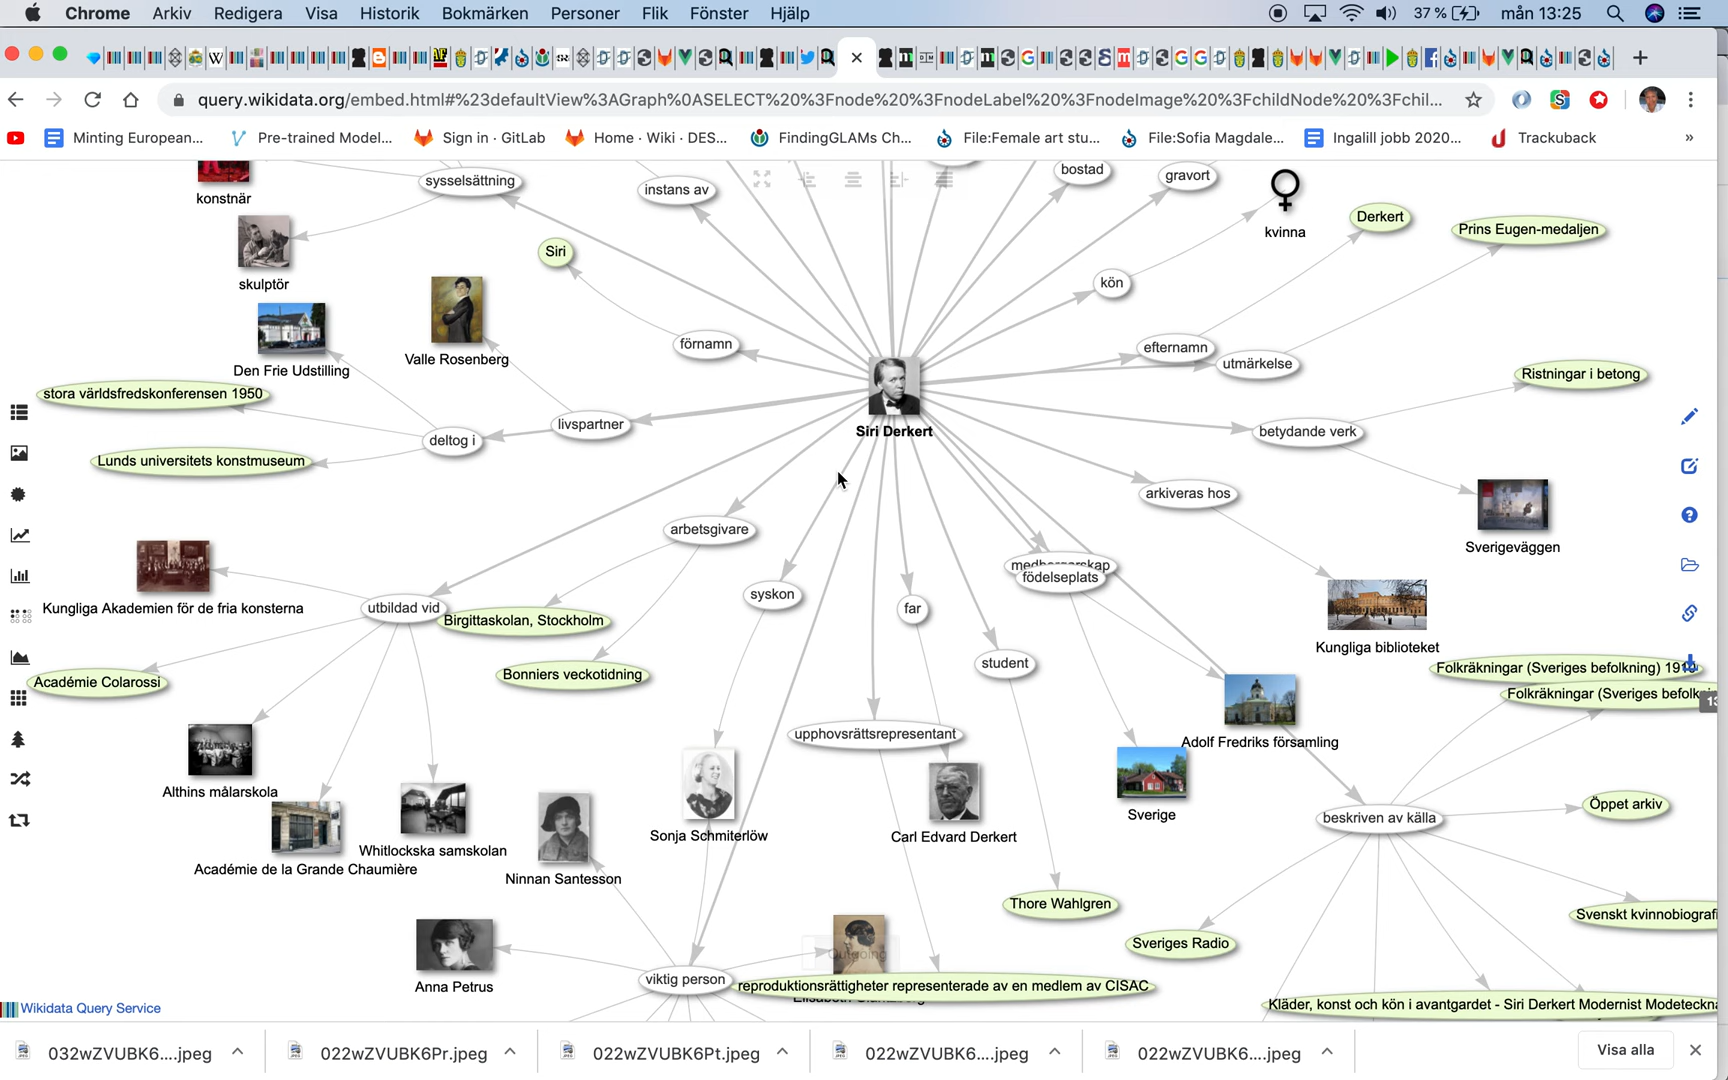 Chrome Arkiv Redigera Visa Historik Bokmärken Personer Flik Fönster Hjälp 37 % mån 13:25
query.wikidata.org/embed.html#%23defaultView%3AGraph%0ASELECT%20%3Fnode%20%3FnodeLabel%20%3FnodeImage%20%3FchildNode%20%3Fchil...
Minting European... Pre-trained Model... Sign in · GitLab Home · Wiki · DES... FindingGLAMs Ch... File:Female art stu... File:Sofia Magdale... Ingalill jobb 2020... Trackuback »
sysselsättning
instans av
bostad
gravort
konstnär
kvinna
Derkert
Prins Eugen-medaljen
Siri
skulptör
kön
förnamn
efternamn
utmärkelse
Valle Rosenberg
Den Frie Udstilling
Ristningar i betong
stora världsfredskonferensen 1950
livspartner
Siri Derkert
betydande verk
deltog i
Lunds universitets konstmuseum
arkiveras hos
arbetsgivare
Sverigeväggen
medborgarskap
födelseplats
syskon
far
Kungliga Akademien för de fria konsterna
utbildad vid
Birgittaskolan, Stockholm
Kungliga biblioteket
student
Folkräkningar (Sveriges befolkning) 191
Bonniers veckotidning
Académie Colarossi
Folkräkningar (Sveriges befolk
upphovsrättsrepresentant
Adolf Fredriks församling
Althins målarskola
Öppet arkiv
Sverige
beskriven av källa
Sonja Schmiterlöw
Carl Edvard Derkert
Whitlockska samskolan
Académie de la Grande Chaumière
Ninnan Santesson
Thore Wahlgren
Svenskt kvinnobiografi
Sveriges Radio
Outgoing
viktig person
reproduktionsrättigheter representerade av en medlem av CISAC
Anna Petrus
Kläder, konst och kön i avantgardet - Siri Derkert Modernist Modeteckna
Wikidata Query Service
032wZVUBK6....jpeg 022wZVUBK6Pr.jpeg 022wZVUBK6Pt.jpeg 022wZVUBK6....jpeg 022wZVUBK6....jpeg Visa alla